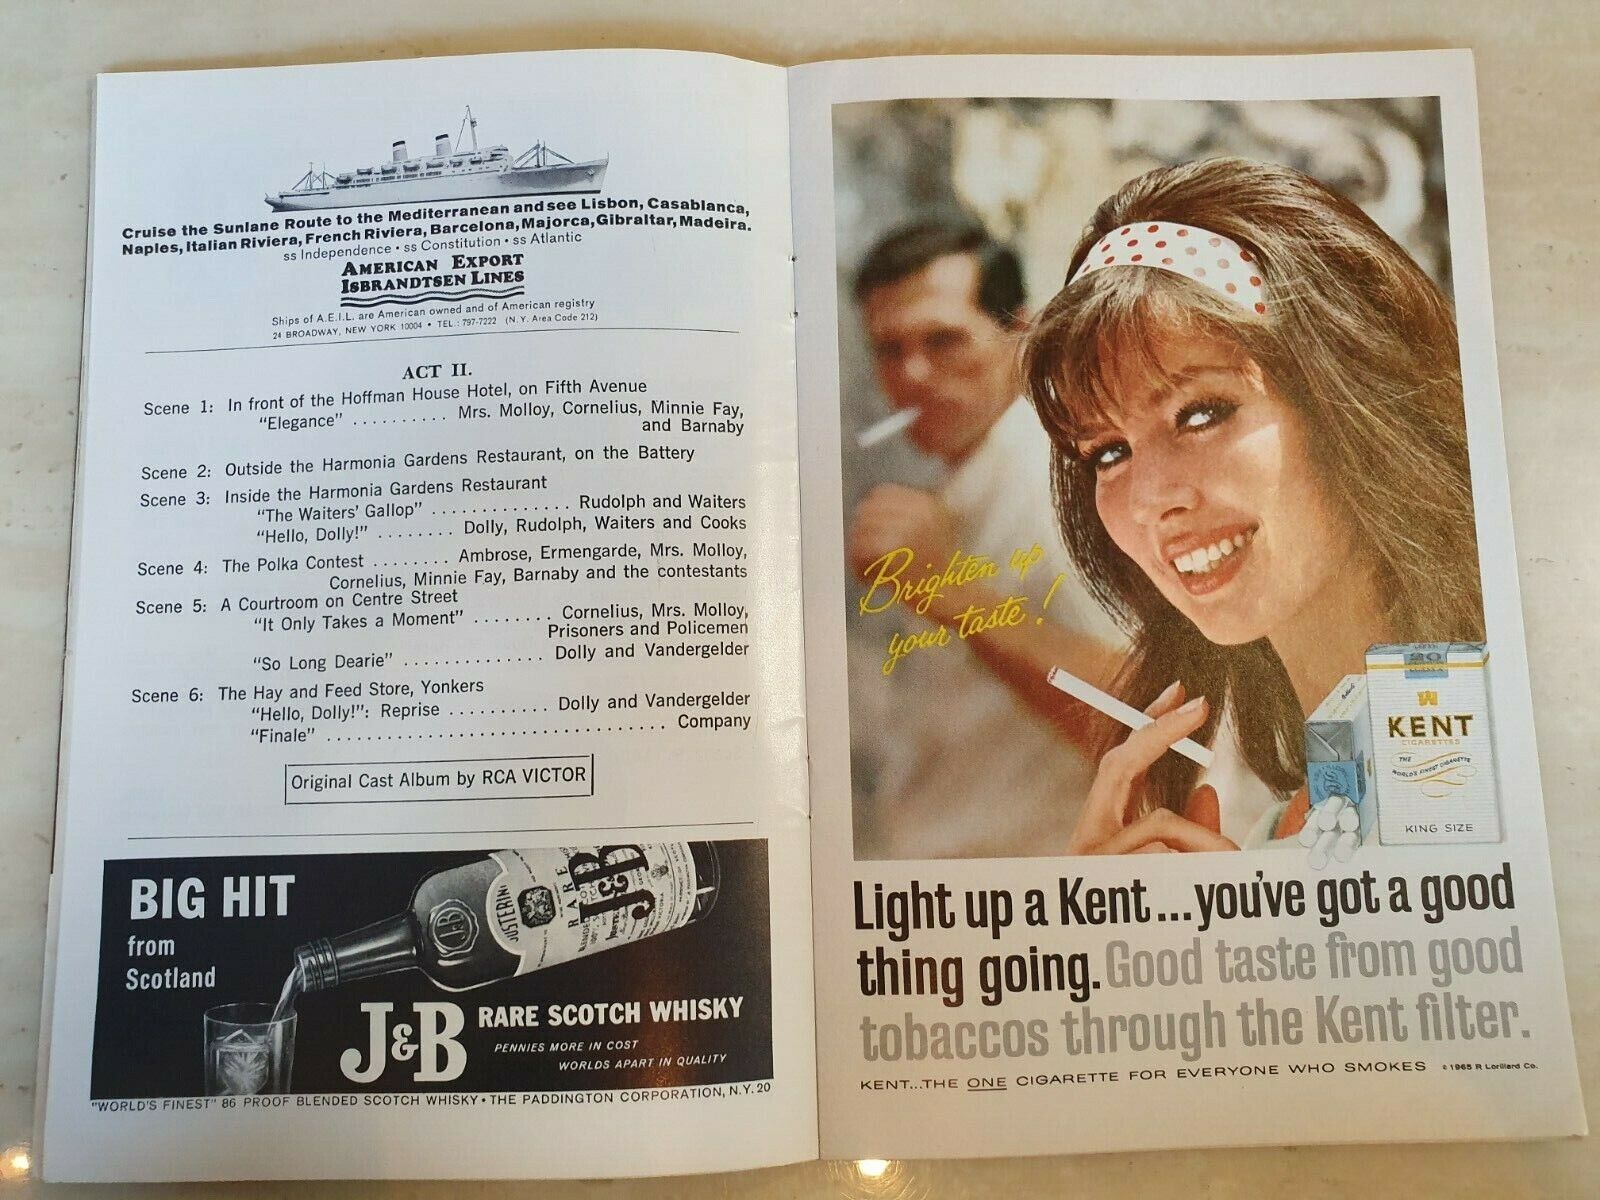 Cruise the Sunlane Route to the Mediterranean and see Lisbon, Casablanca,
Naples, Italian Riviera, French Riviera, Barcelona, Majorca, Gibraltar, Madeira.
ss Independence • ss Constitution • ss Atlantic
AMERICAN EXPORT
ISBRANDTSEN LINES
Ships of A.E.I.L. are American owned and of American registry
24 BROADWAY, NEW YORK 10004 • TEL.: 797-7222 (N.Y. Area Code 212)
ACT II.
Scene 1: In front of the Hoffman House Hotel, on Fifth Avenue
"Elegance" .......... Mrs. Molloy, Cornelius, Minnie Fay,
and Barnaby
Scene 2: Outside the Harmonia Gardens Restaurant, on the Battery
Scene 3: Inside the Harmonia Gardens Restaurant
"The Waiters' Gallop" .............. Rudolph and Waiters
"Hello, Dolly!" ........ Dolly, Rudolph, Waiters and Cooks
Scene 4: The Polka Contest ........ Ambrose, Ermengarde, Mrs. Molloy,
Cornelius, Minnie Fay, Barnaby and the contestants
Scene 5: A Courtroom on Centre Street
"It Only Takes a Moment" ........ Cornelius, Mrs. Molloy,
Prisoners and Policemen
"So Long Dearie" .............. Dolly and Vandergelder
Scene 6: The Hay and Feed Store, Yonkers
"Hello, Dolly!": Reprise .......... Dolly and Vandergelder
"Finale" .................................. Company
Original Cast Album by RCA VICTOR
BIG HIT
from
Scotland
J&B
JUSTERINI
RARE
J&B
J&B RARE SCOTCH WHISKY
PENNIES MORE IN COST
WORLDS APART IN QUALITY
"WORLD'S FINEST" 86 PROOF BLENDED SCOTCH WHISKY • THE PADDINGTON CORPORATION, N.Y. 20
Brighten up
your taste!
20
KENT
CIGARETTES
THE
WORLD'S FINEST CIGARETTE
KING SIZE
Light up a Kent...you've got a good
thing going. Good taste from good
tobaccos through the Kent filter.
KENT...THE ONE CIGARETTE FOR EVERYONE WHO SMOKES © 1965 P. Lorillard Co.